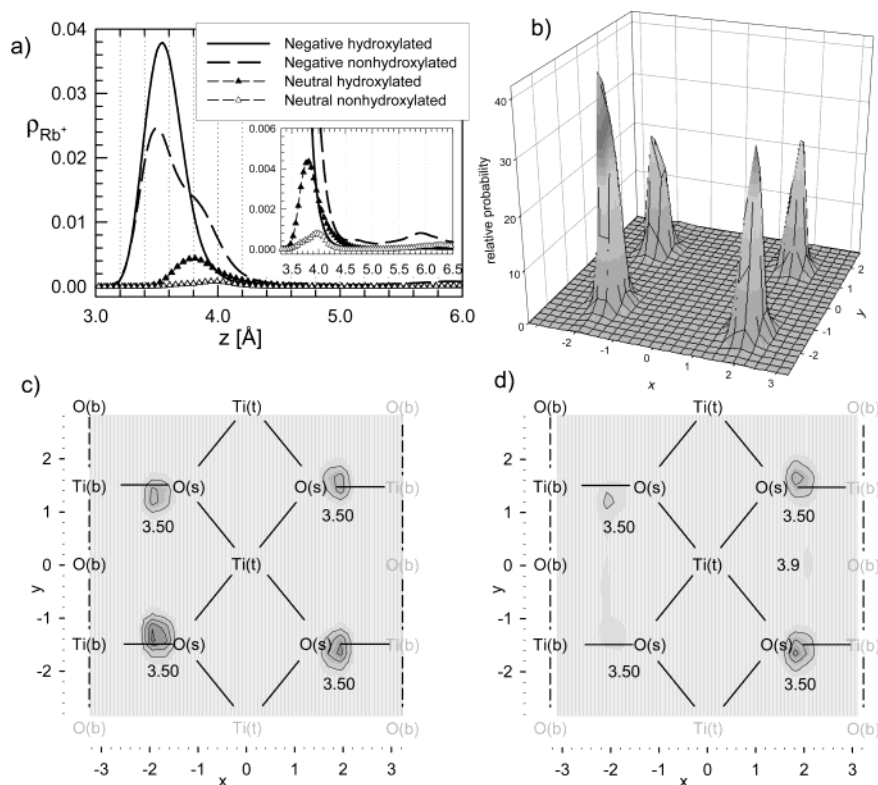 a)
0.04
0.03
ρRb+
0.02
0.01
0.00
3.0 4.0 5.0 6.0
z [Å]
Negative hydroxylated
Negative nonhydroxylated
Neutral hydroxylated
Neutral nonhydroxylated
0.006
0.004
0.002
0.000
3.5 4.0 4.5 5.0 5.5 6.0 6.5
b)
40
30
20
10
0
relative probability
-2 -1 0 1 2 3
x
-2 -1 0 1 2
y
c)
O(b) Ti(t) O(b)
Ti(b) O(s) O(s) Ti(b)
3.50 3.50
O(b) Ti(t) O(b)
Ti(b) O(s) O(s) Ti(b)
3.50 3.50
O(b) Ti(t) O(b)
2
1
0
-1
-2
y
-3 -2 -1 0 1 2 3
x
d)
O(b) Ti(t) O(b)
Ti(b) O(s) O(s) Ti(b)
3.50 3.50
O(b) Ti(t) 3.9 O(b)
Ti(b) O(s) O(s) Ti(b)
3.50 3.50
O(b) Ti(t) O(b)
2
1
0
-1
-2
y
-3 -2 -1 0 1 2 3
x